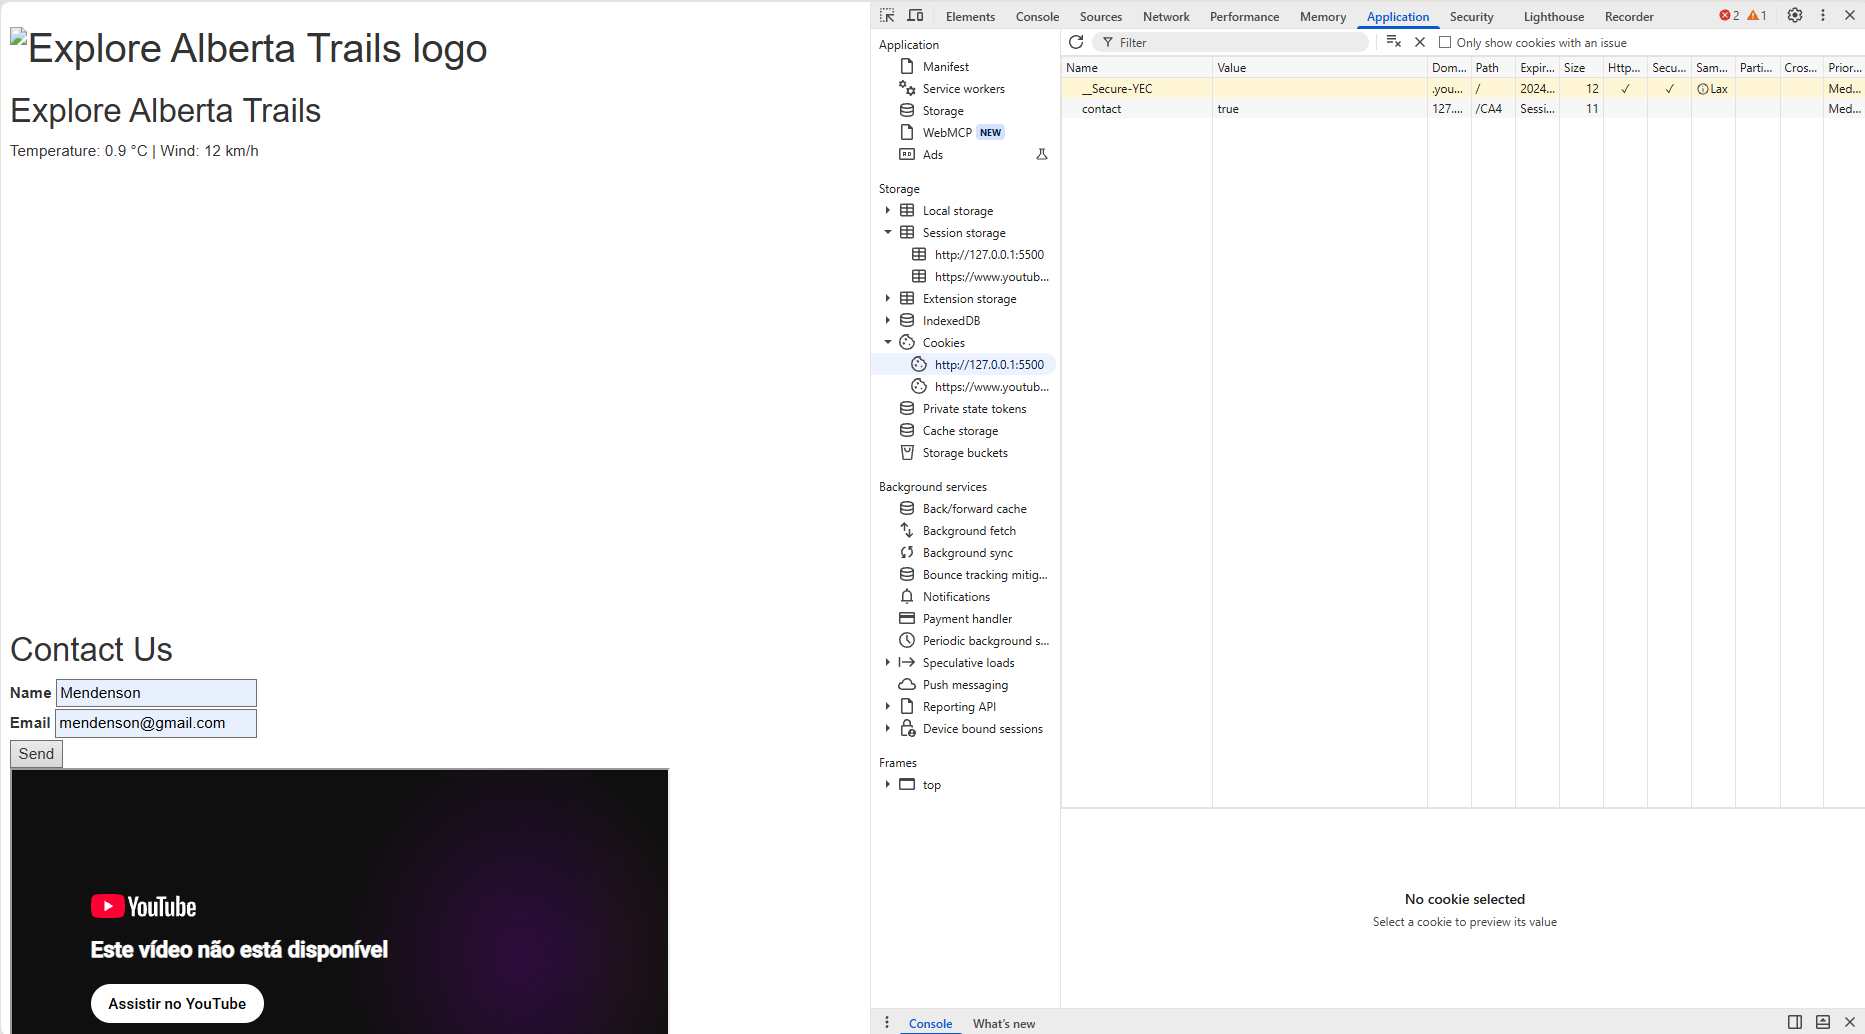 Explore Alberta Trails logo
Explore Alberta Trails
Temperature: 0.9 °C | Wind: 12 km/h
Contact Us
Name Mendenson
Email mendenson@gmail.com
Send
YouTube
Este vídeo não está disponível
Assistir no YouTube
Elements Console Sources Network Performance Memory Application Security Lighthouse Recorder 2 1
Application
Manifest
Service workers
Storage
WebMCP NEW
Ads
Storage
Local storage
Session storage
http://127.0.0.1:5500
https://www.youtub...
Extension storage
IndexedDB
Cookies
http://127.0.0.1:5500
https://www.youtub...
Private state tokens
Cache storage
Storage buckets
Background services
Back/forward cache
Background fetch
Background sync
Bounce tracking mitig...
Notifications
Payment handler
Periodic background s...
Speculative loads
Push messaging
Reporting API
Device bound sessions
Frames
top
Filter Only show cookies with an issue
Name Value Dom... Path Expir... Size Http... Secu... Sam... Parti... Cros... Prior...
__Secure-YEC .you... / 2024... 12 ✓ ✓ Lax Med...
contact true 127.... /CA4 Sessi... 11 Med...
No cookie selected
Select a cookie to preview its value
Console What's new